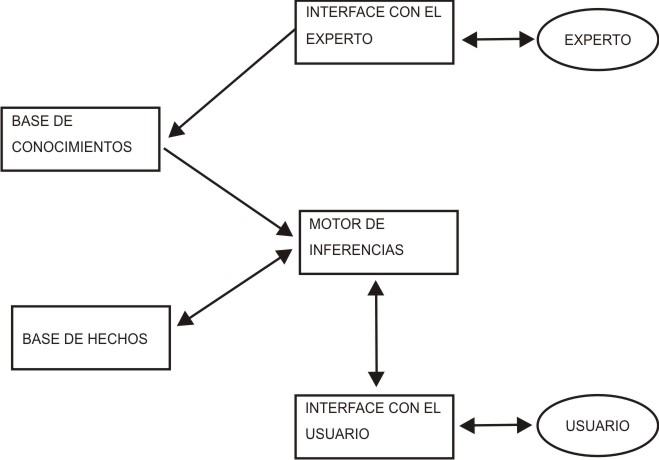 INTERFACE CON EL
EXPERTO
EXPERTO
BASE DE
CONOCIMIENTOS
MOTOR DE
INFERENCIAS
BASE DE HECHOS
INTERFACE CON EL
USUARIO
USUARIO